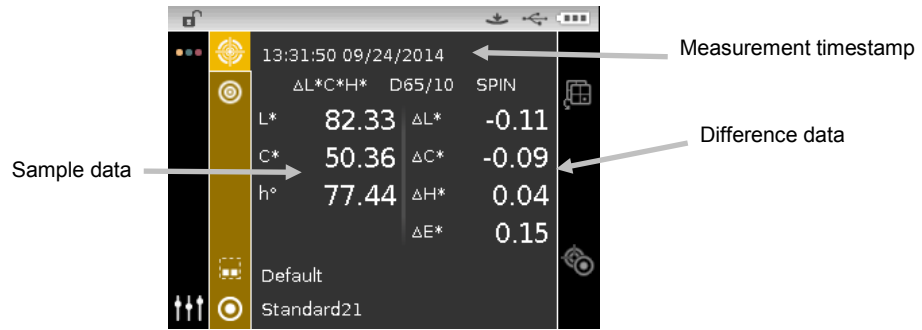 13:31:50 09/24/2014
Measurement timestamp
ΔL*C*H* D65/10 SPIN
L* 82.33 ΔL* -0.11
Difference data
C* 50.36 ΔC* -0.09
Sample data
h° 77.44 ΔH* 0.04
ΔE* 0.15
Default
Standard21